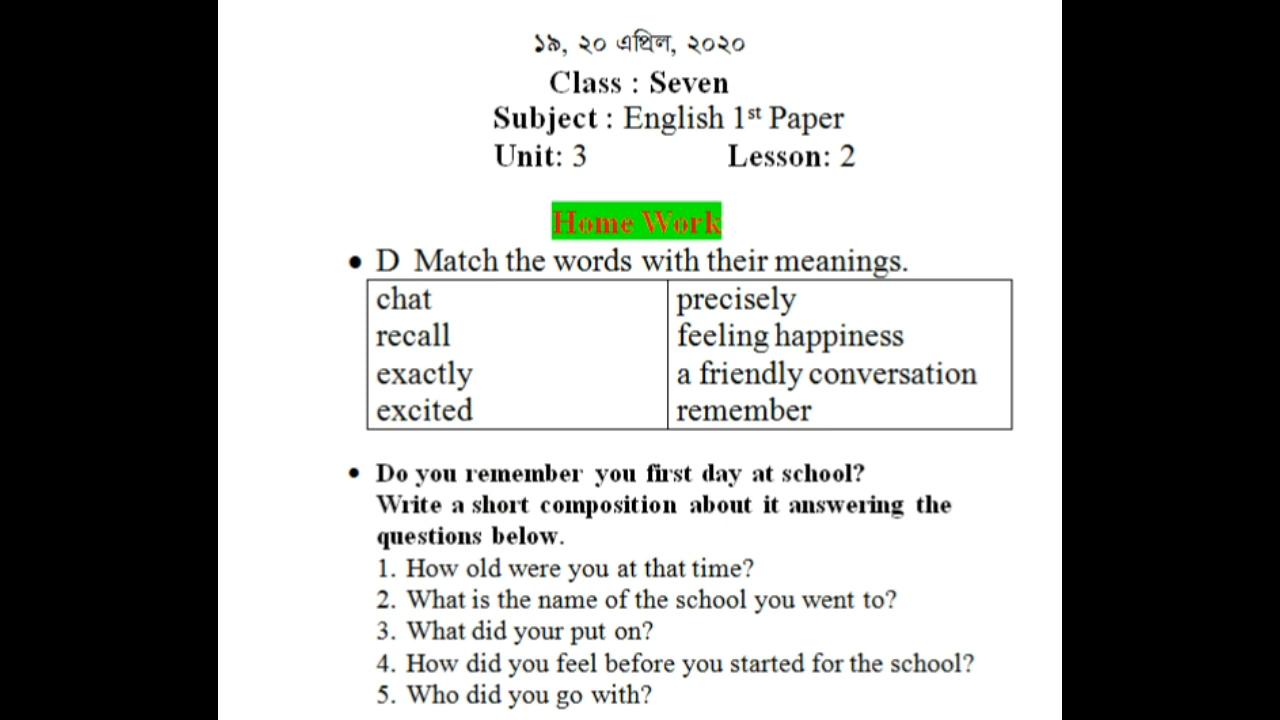 ১৯, ২০ এপ্রিল, ২০২০
Class : Seven
Subject : English 1st Paper
Unit: 3 Lesson: 2
Home Work
• D Match the words with their meanings.
chat precisely
recall feeling happiness
exactly a friendly conversation
excited remember
• Do you remember you first day at school?
Write a short composition about it answering the
questions below.
1. How old were you at that time?
2. What is the name of the school you went to?
3. What did your put on?
4. How did you feel before you started for the school?
5. Who did you go with?